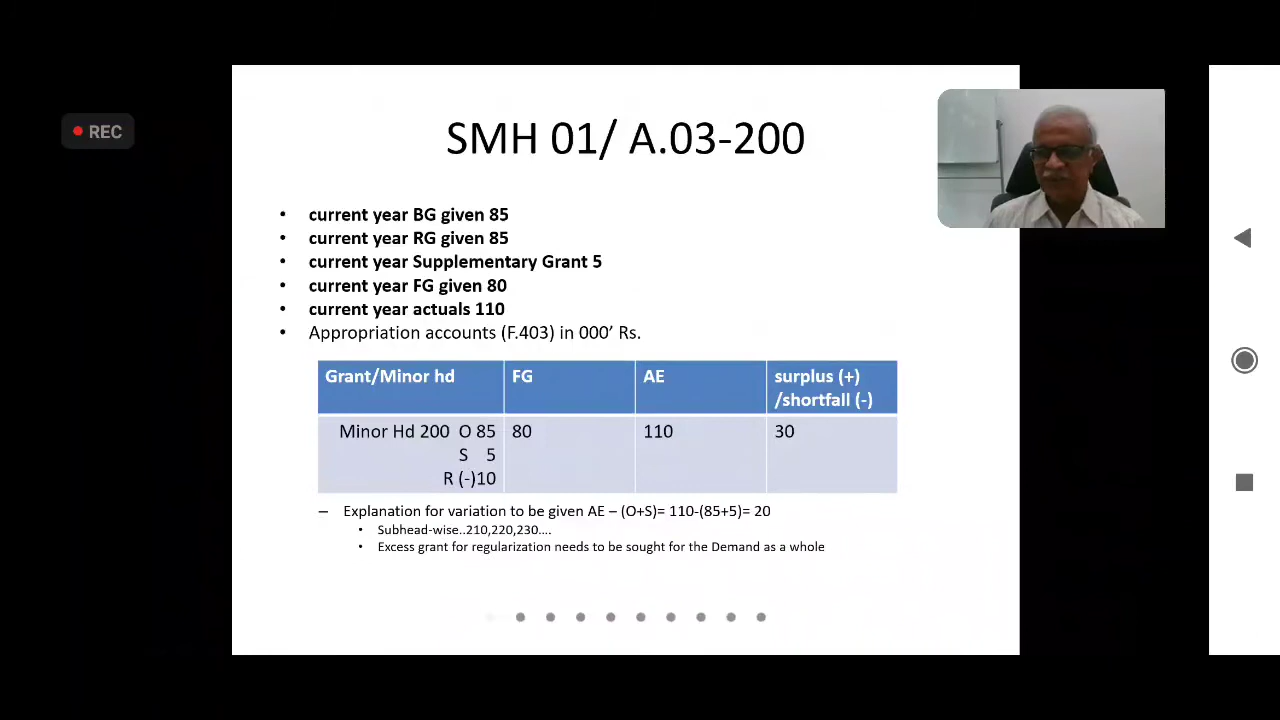 REC
SMH 01/ A.03-200
• current year BG given 85
• current year RG given 85
• current year Supplementary Grant 5
• current year FG given 80
• current year actuals 110
• Appropriation accounts (F.403) in 000’ Rs.
Grant/Minor hd FG AE surplus (+)
/shortfall (-)
Minor Hd 200 O 85 80 110 30
S 5
R (-)10
– Explanation for variation to be given AE – (O+S)= 110-(85+5)= 20
• Subhead-wise..210,220,230....
• Excess grant for regularization needs to be sought for the Demand as a whole